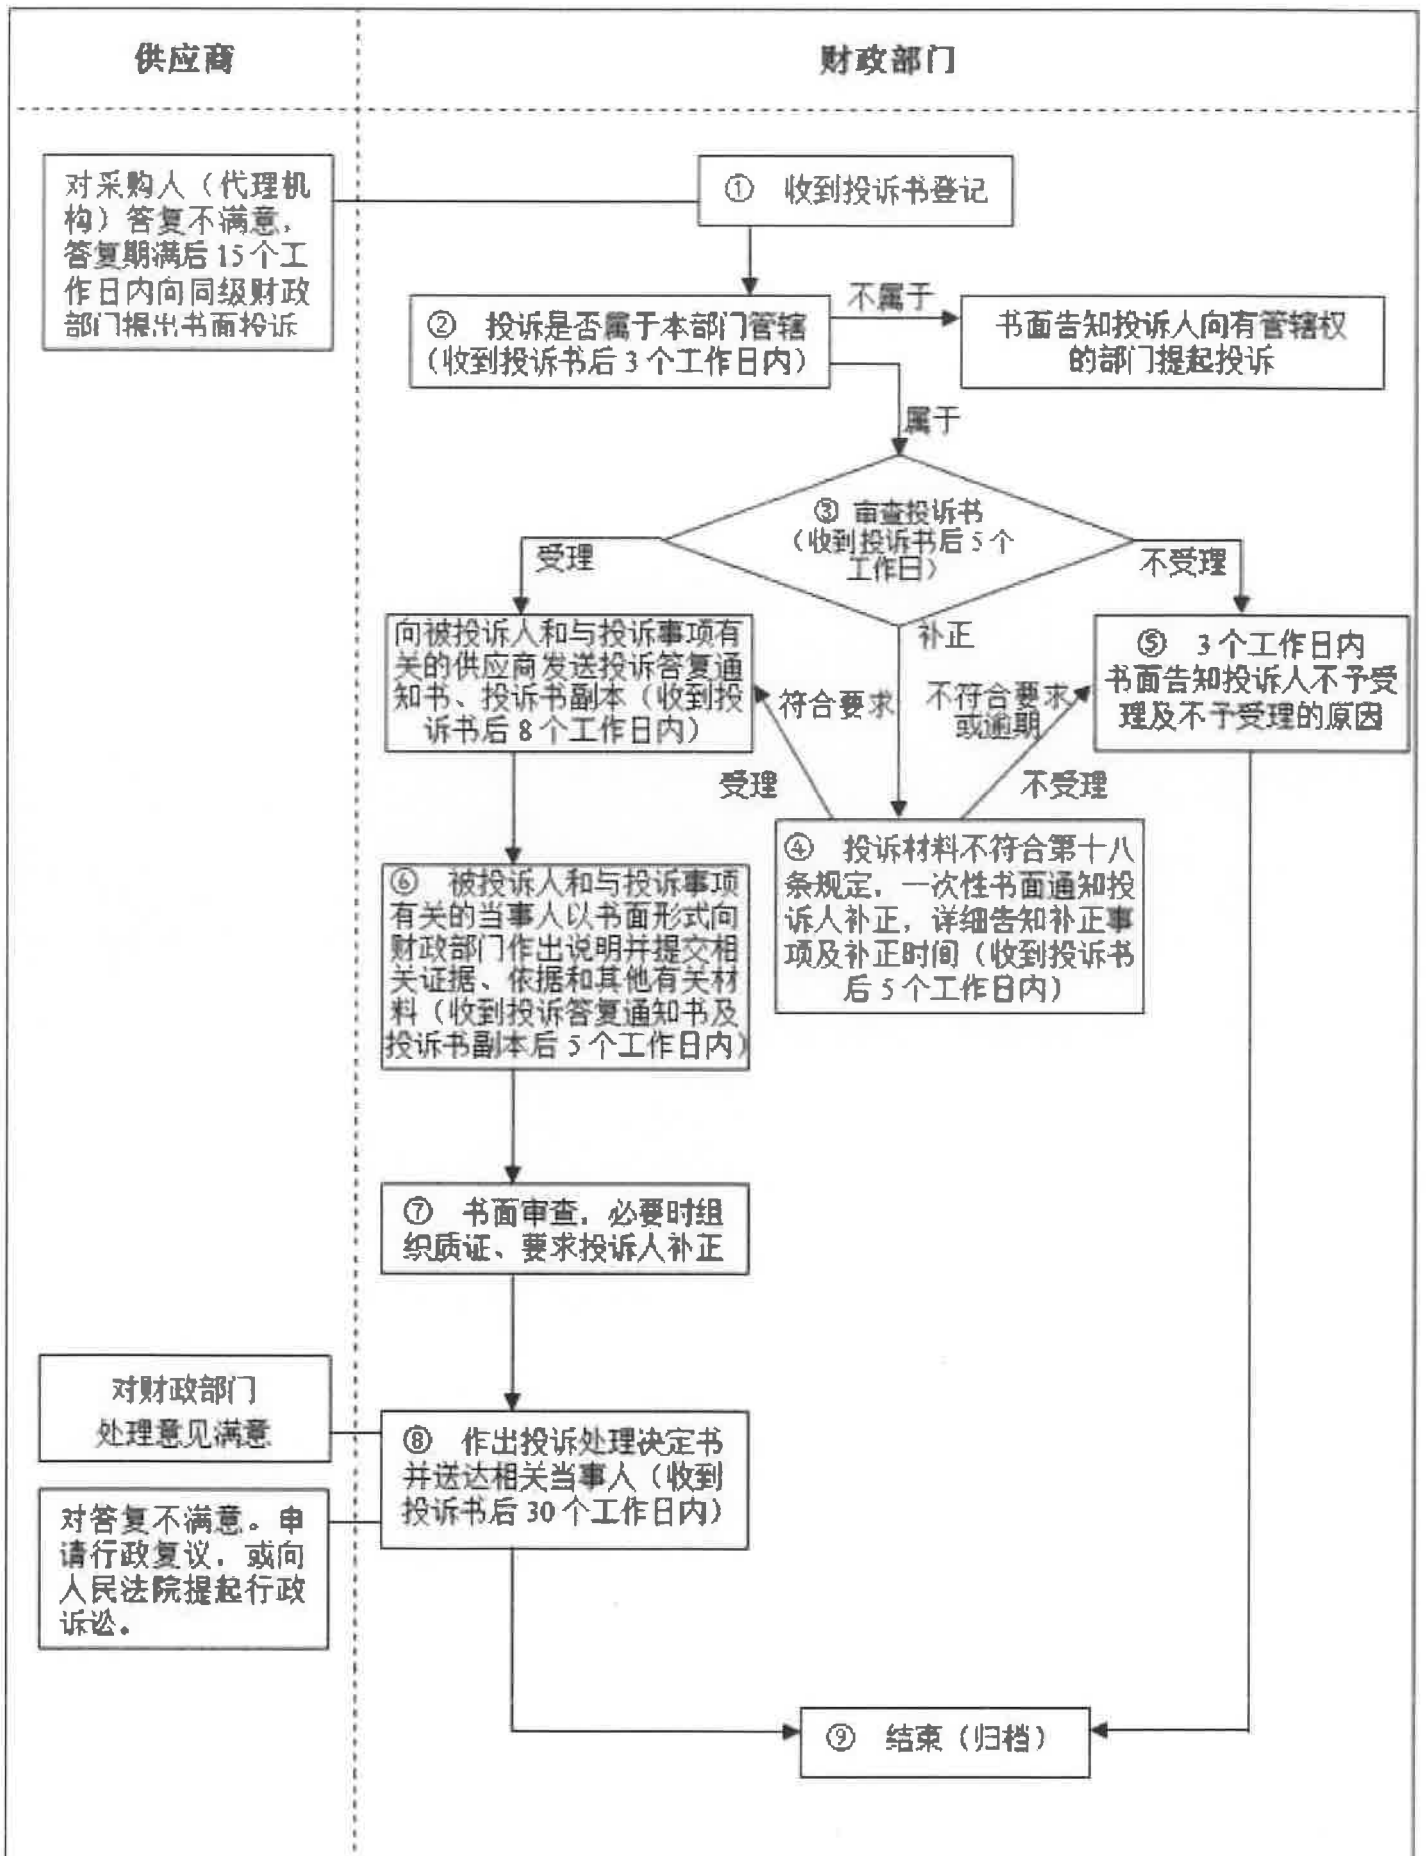 供应商
财政部门
对采购人（代理机
构）答复不满意，
答复期满后15个工
作日内向同级财政
部门提出书面投诉
① 收到投诉书登记
② 投诉是否属于本部门管辖
（收到投诉书后3个工作日内）
不属于
书面告知投诉人向有管辖权
的部门提起投诉
属于
③ 审查投诉书
（收到投诉书后5个
工作日）
受理
不受理
补正
向被投诉人和与投诉事项有
关的供应商发送投诉答复通
知书、投诉书副本（收到投
诉书后8个工作日内）
符合要求
不符合要求
或逾期
⑤ 3个工作日内
书面告知投诉人不予受
理及不予受理的原因
受理
不受理
④ 投诉材料不符合第十八
条规定，一次性书面通知投
诉人补正，详细告知补正事
项及补正时间（收到投诉书
后5个工作日内）
⑥ 被投诉人和与投诉事项
有关的当事人以书面形式向
财政部门作出说明并提交相
关证据、依据和其他有关材
料（收到投诉答复通知书及
投诉书副本后5个工作日内）
⑦ 书面审查，必要时组
织质证、要求投诉人补正
对财政部门
处理意见满意
⑧ 作出投诉处理决定书
并送达相关当事人（收到
投诉书后30个工作日内）
对答复不满意。申
请行政复议，或向
人民法院提起行政
诉讼。
⑨ 结束（归档）